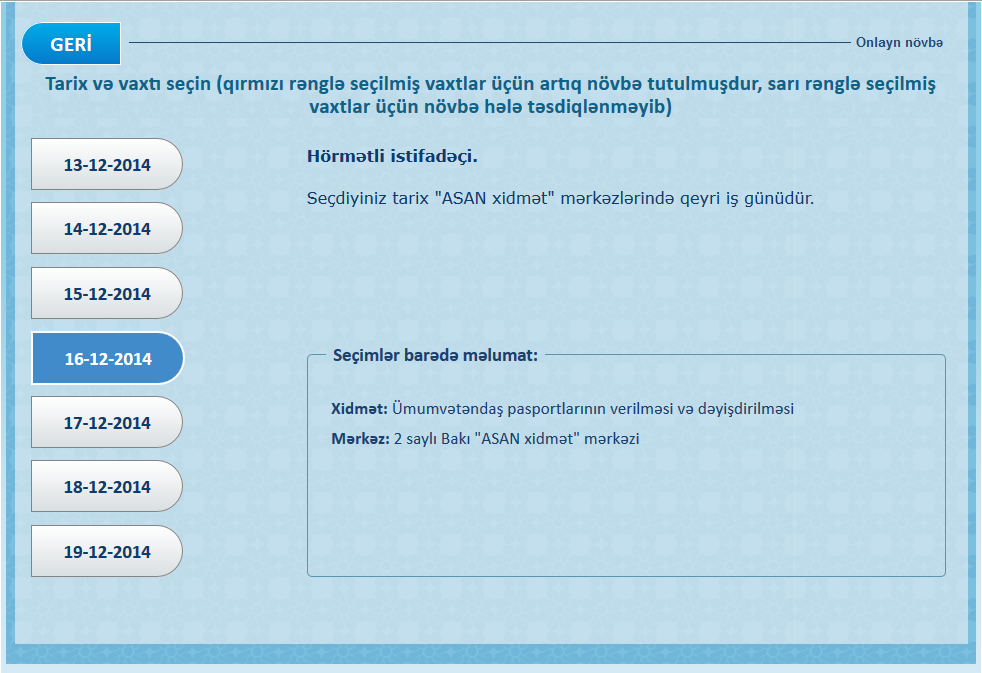 GERİ
Onlayn növbə
Tarix və vaxtı seçin (qırmızı rənglə seçilmiş vaxtlar üçün artıq növbə tutulmuşdur, sarı rənglə seçilmiş
vaxtlar üçün növbə hələ təsdiqlənməyib)
13-12-2014
14-12-2014
15-12-2014
16-12-2014
17-12-2014
18-12-2014
19-12-2014
Hörmətli istifadəçi.
Seçdiyiniz tarix "ASAN xidmət" mərkəzlərində qeyri iş günüdür.
Seçimlər barədə məlumat:
Xidmət: Ümumvətəndaş pasportlarının verilməsi və dəyişdirilməsi
Mərkəz: 2 saylı Bakı "ASAN xidmət" mərkəzi